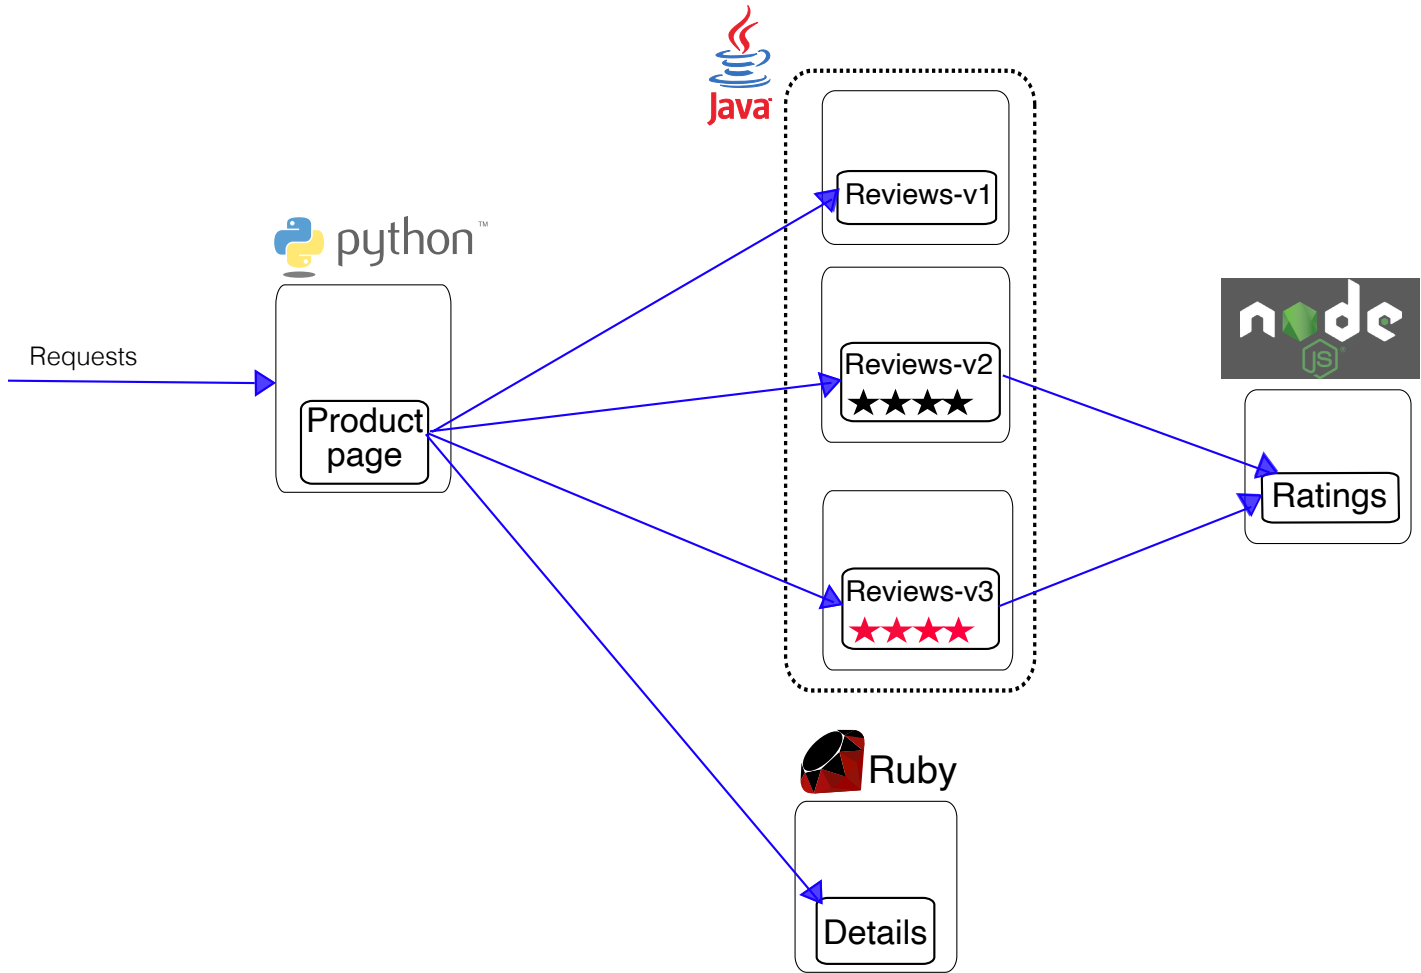 Java
Reviews-v1
python™
Requests
Product
page
Reviews-v2
node
JS®
Ratings
Reviews-v3
Ruby
Details